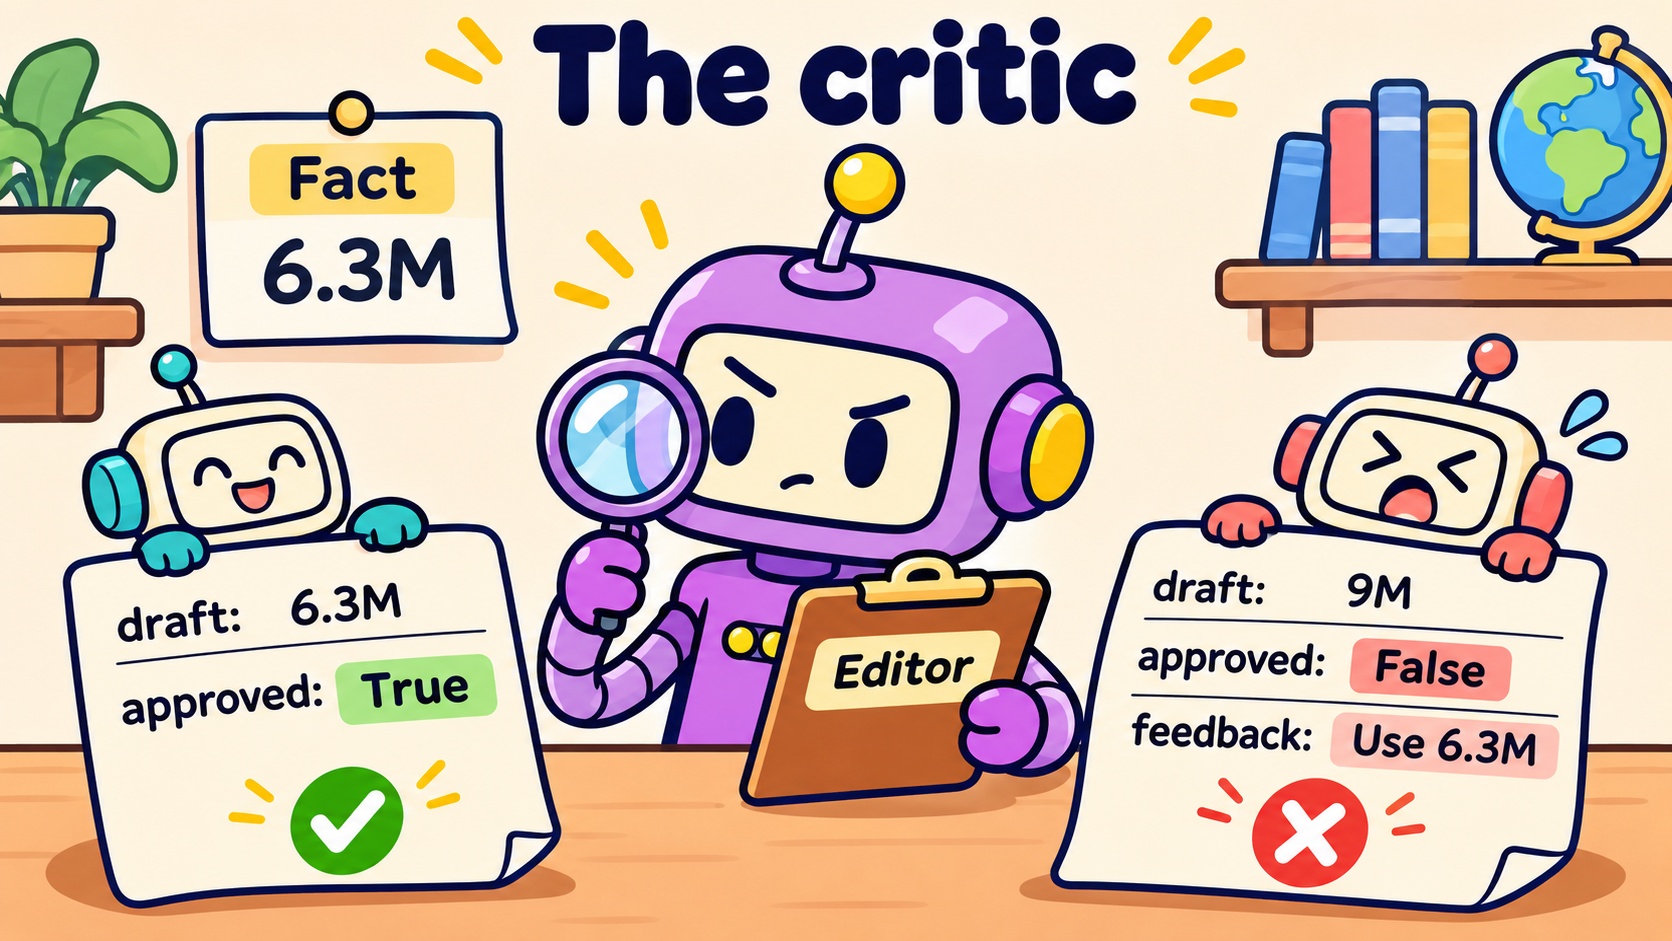 The critic
Fact
6.3M
draft: 6.3M
approved: True
Editor
draft: 9M
approved: False
feedback: Use 6.3M